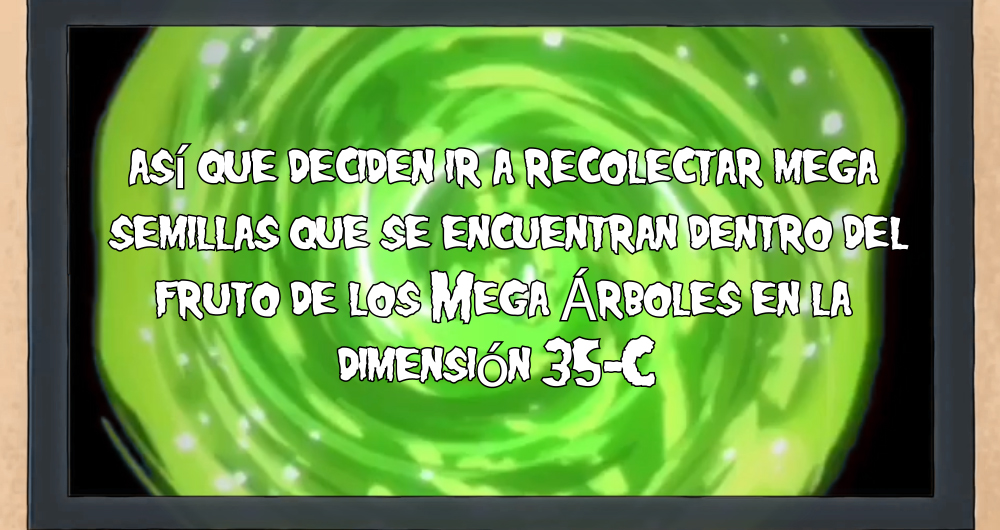 así que deciden ir a recolectar mega
semillas que se encuentran dentro del
fruto de los Mega Árboles en la
dimensión 35-C